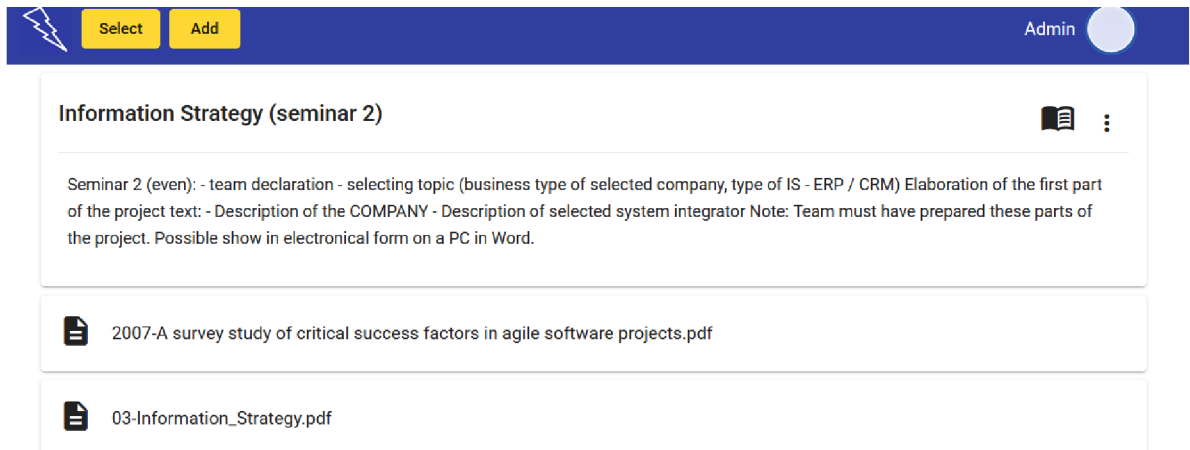 Select Add Admin
Information Strategy (seminar 2)
Seminar 2 (even): - team declaration - selecting topic (business type of selected company, type of IS - ERP / CRM) Elaboration of the first part
of the project text: - Description of the COMPANY - Description of selected system integrator Note: Team must have prepared these parts of
the project. Possible show in electronical form on a PC in Word.
2007-A survey study of critical success factors in agile software projects.pdf
03-Information_Strategy.pdf